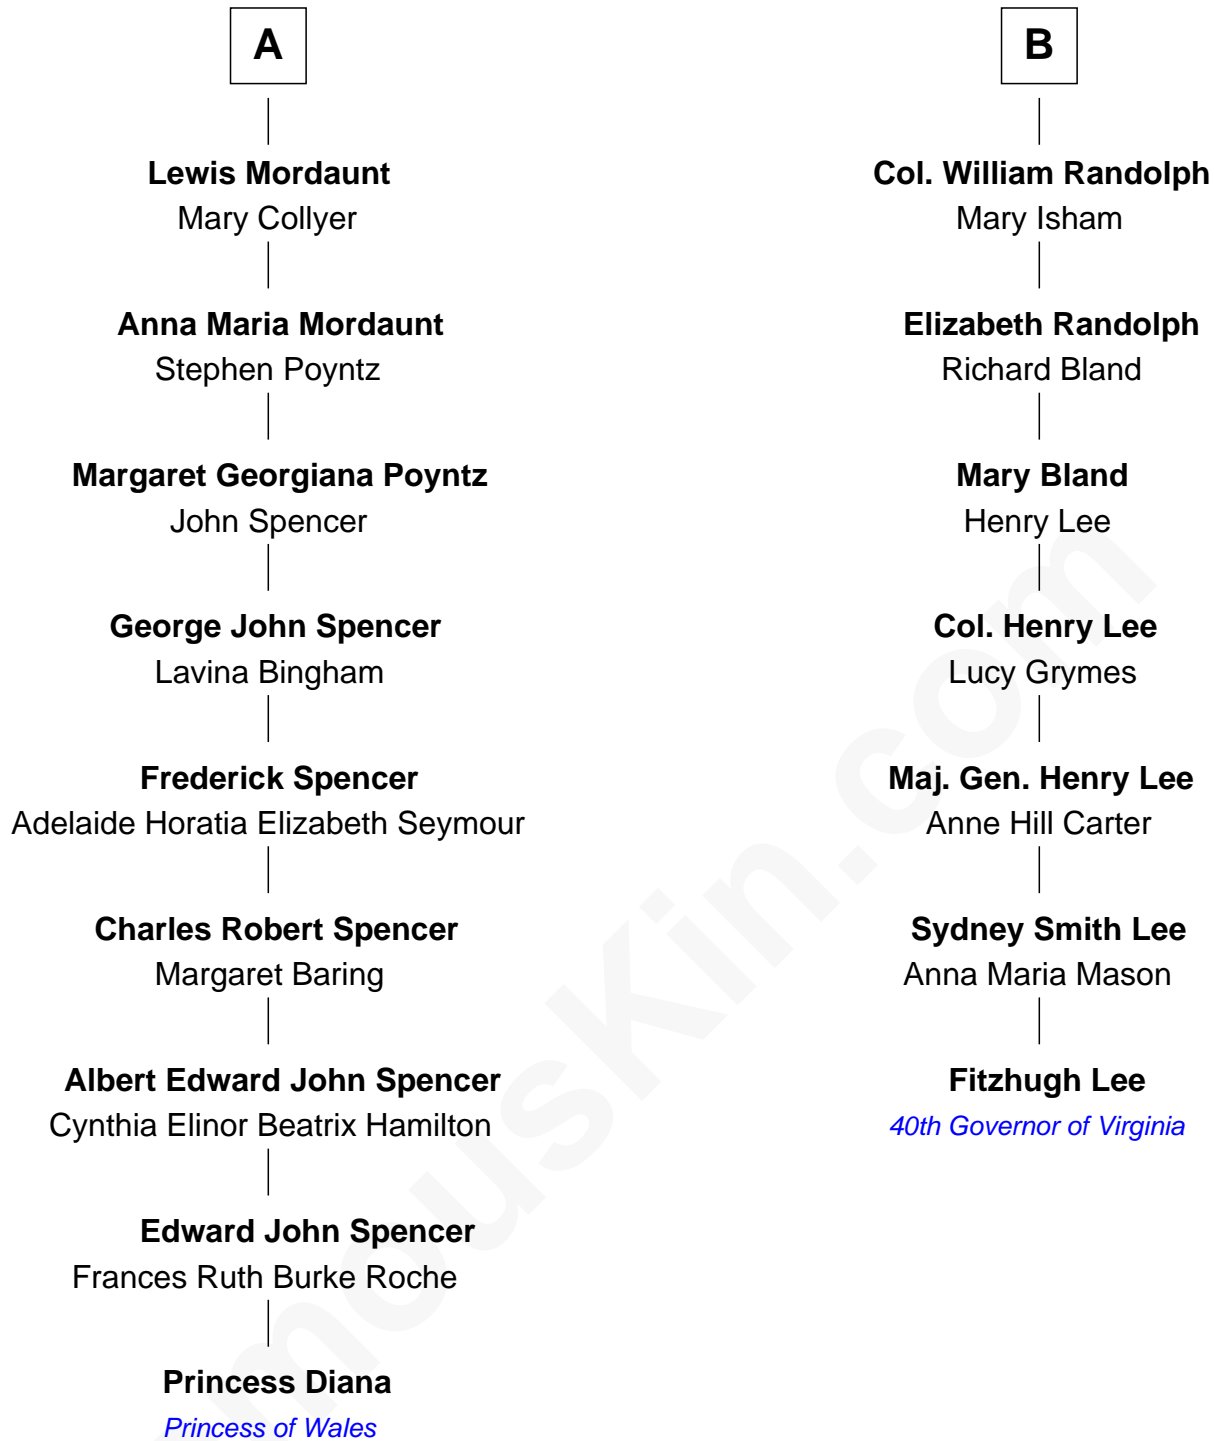 A
Lewis Mordaunt
Mary Collyer
Anna Maria Mordaunt
Stephen Poyntz
Margaret Georgiana Poyntz
John Spencer
George John Spencer
Lavina Bingham
Frederick Spencer
Adelaide Horatia Elizabeth Seymour
Charles Robert Spencer
Margaret Baring
Albert Edward John Spencer
Cynthia Elinor Beatrix Hamilton
Edward John Spencer
Frances Ruth Burke Roche
Princess Diana
Princess of Wales
B
Col. William Randolph
Mary Isham
Elizabeth Randolph
Richard Bland
Mary Bland
Henry Lee
Col. Henry Lee
Lucy Grymes
Maj. Gen. Henry Lee
Anne Hill Carter
Sydney Smith Lee
Anna Maria Mason
Fitzhugh Lee
40th Governor of Virginia
mousKin.com